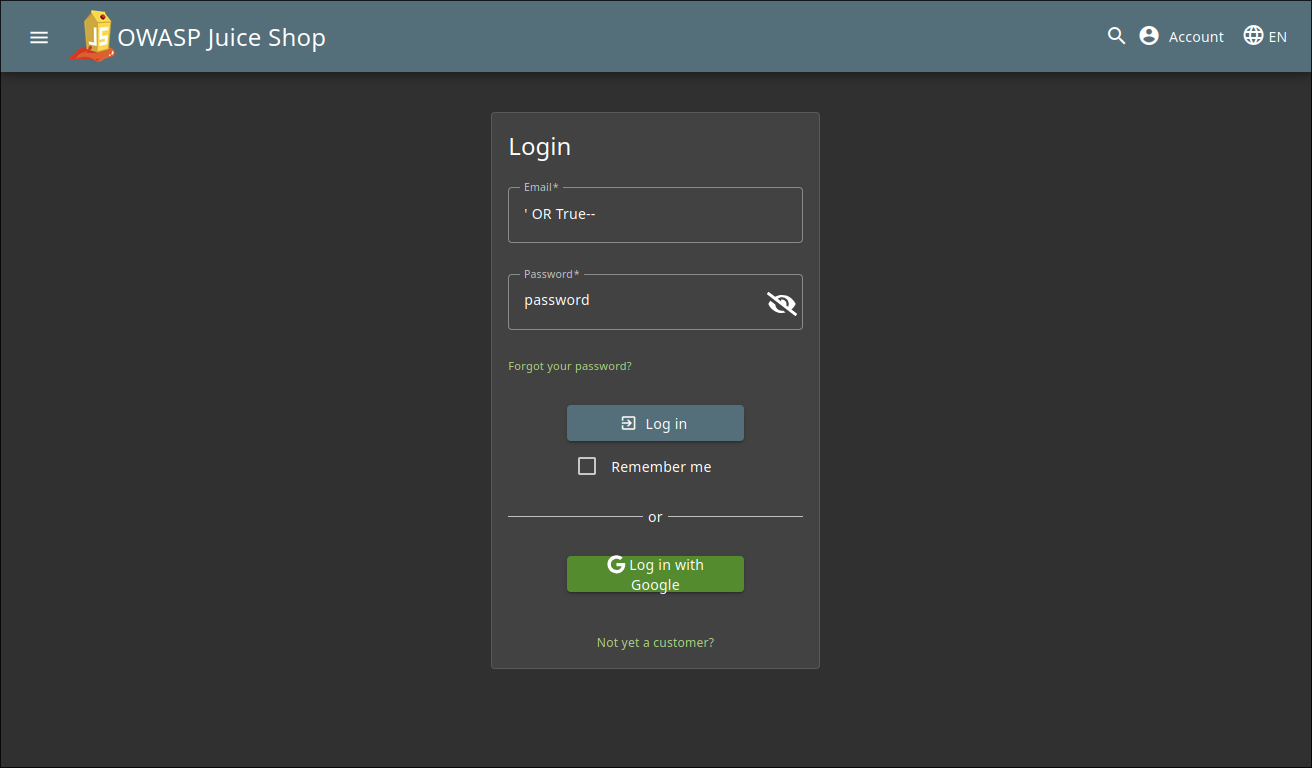 JS OWASP Juice Shop
Account
EN
Login
Email*
' OR True--
Password*
password
Forgot your password?
Log in
Remember me
or
G Log in with
Google
Not yet a customer?